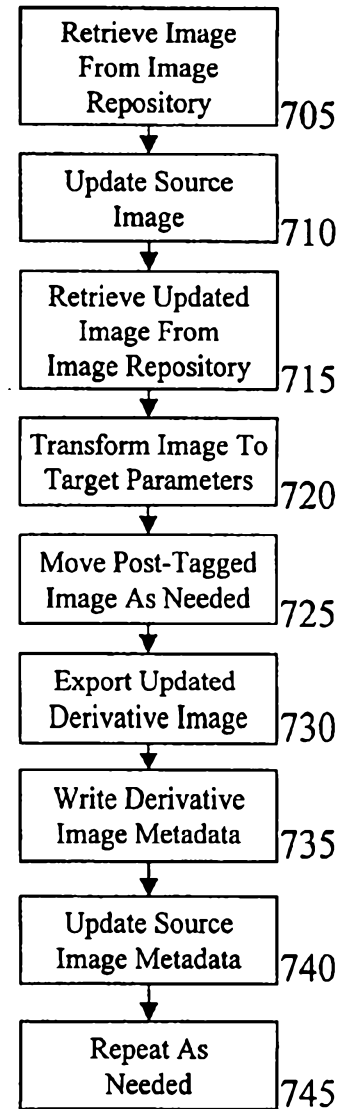 Retrieve Image
From Image
Repository
705
Update Source
Image
710
Retrieve Updated
Image From
Image Repository
715
Transform Image To
Target Parameters
720
Move Post-Tagged
Image As Needed
725
Export Updated
Derivative Image
730
Write Derivative
Image Metadata
735
Update Source
Image Metadata
740
Repeat As
Needed
745